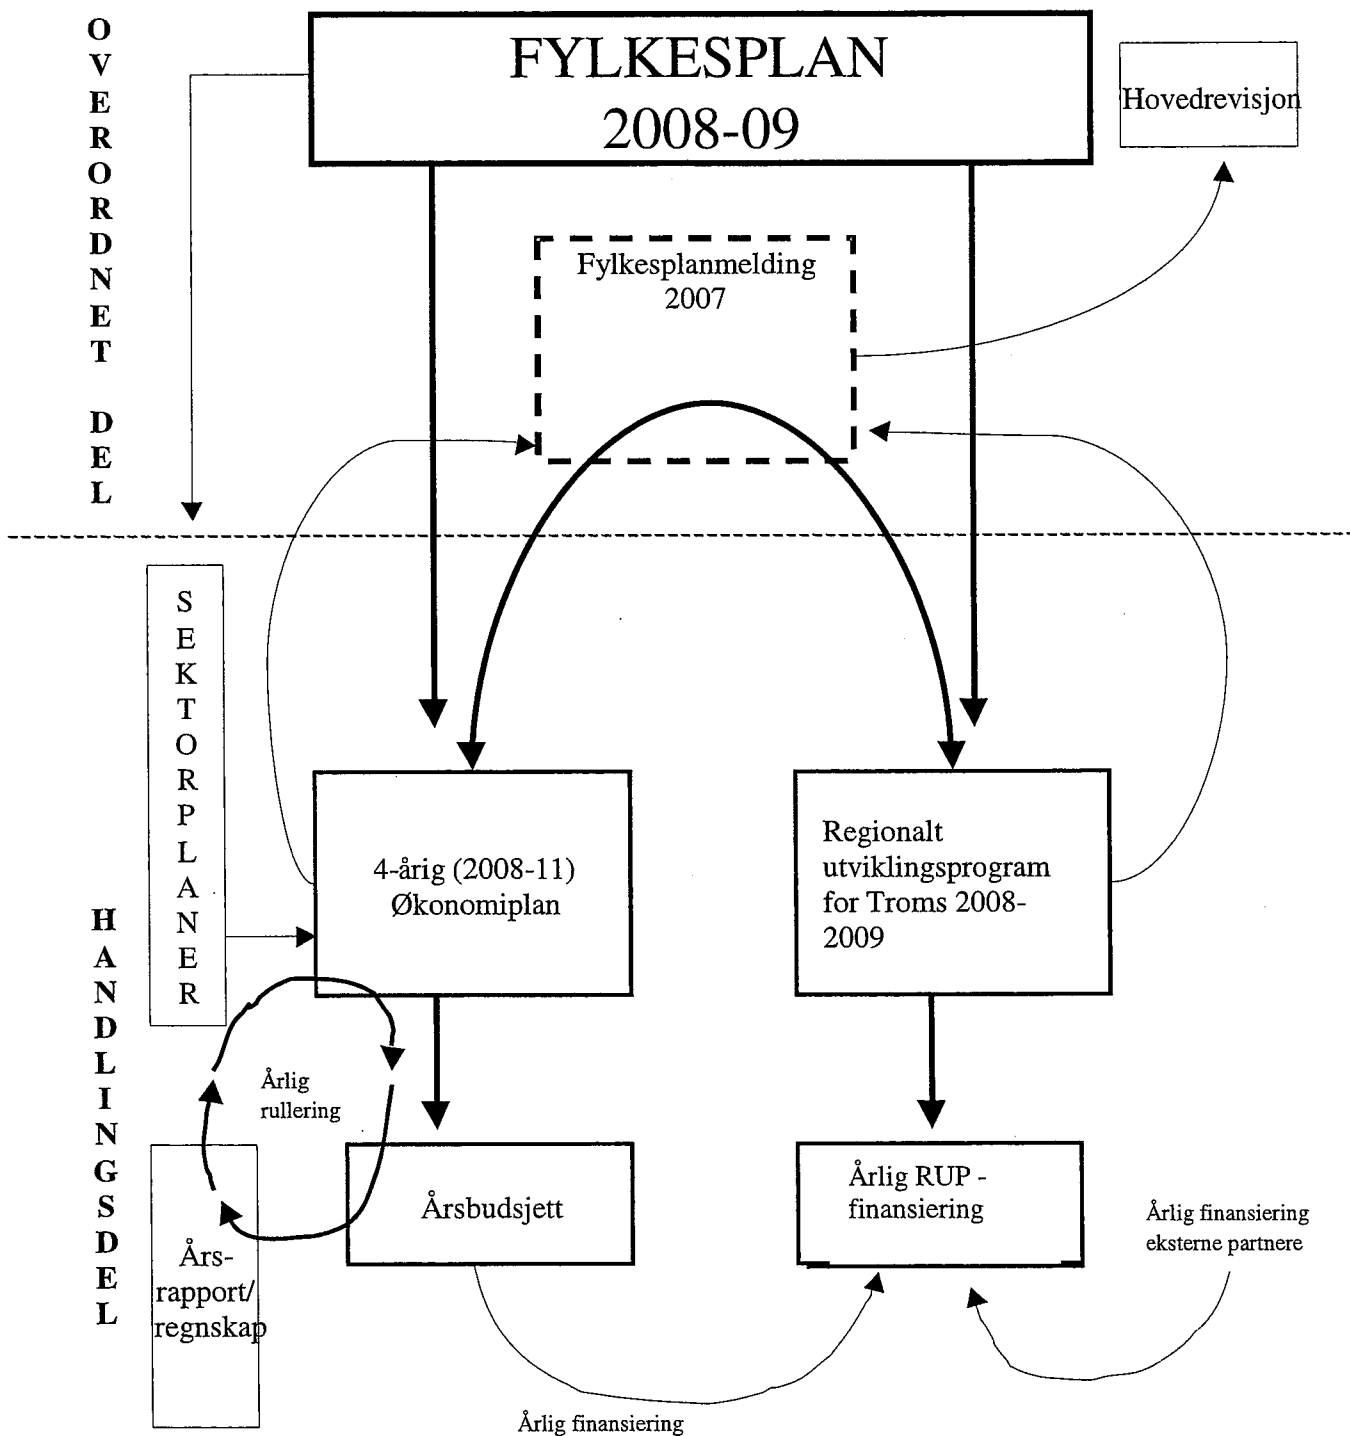 OVERORDNET DEL
FYLKESPLAN
2008-09
Hovedrevisjon
Fylkesplanmelding
2007
SEKTORPLANER
HANDLINGSDEL
4-årig (2008-11)
Økonomiplan
Regionalt
utviklingsprogram
for Troms 2008-
2009
Årlig
rullering
Årsbudsjett
Årlig RUP -
finansiering
Årlig finansiering
eksterne partnere
Års-
rapport/
regnskap
Årlig finansiering